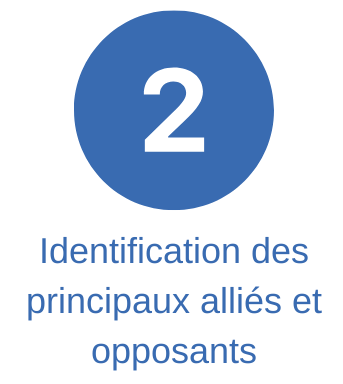 2
Identification des
principaux alliés et
opposants